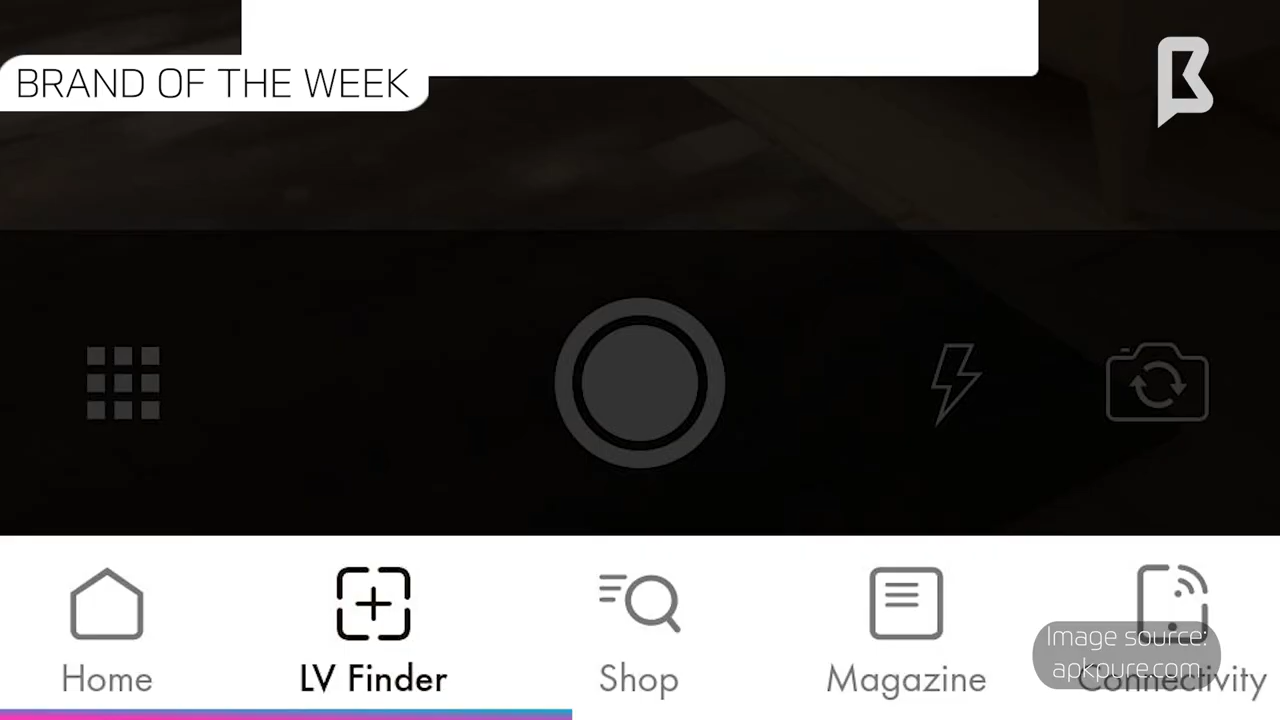 BRAND OF THE WEEK
Home
LV Finder
Shop
Magazine
Connectivity
Image source:
apkpure.com